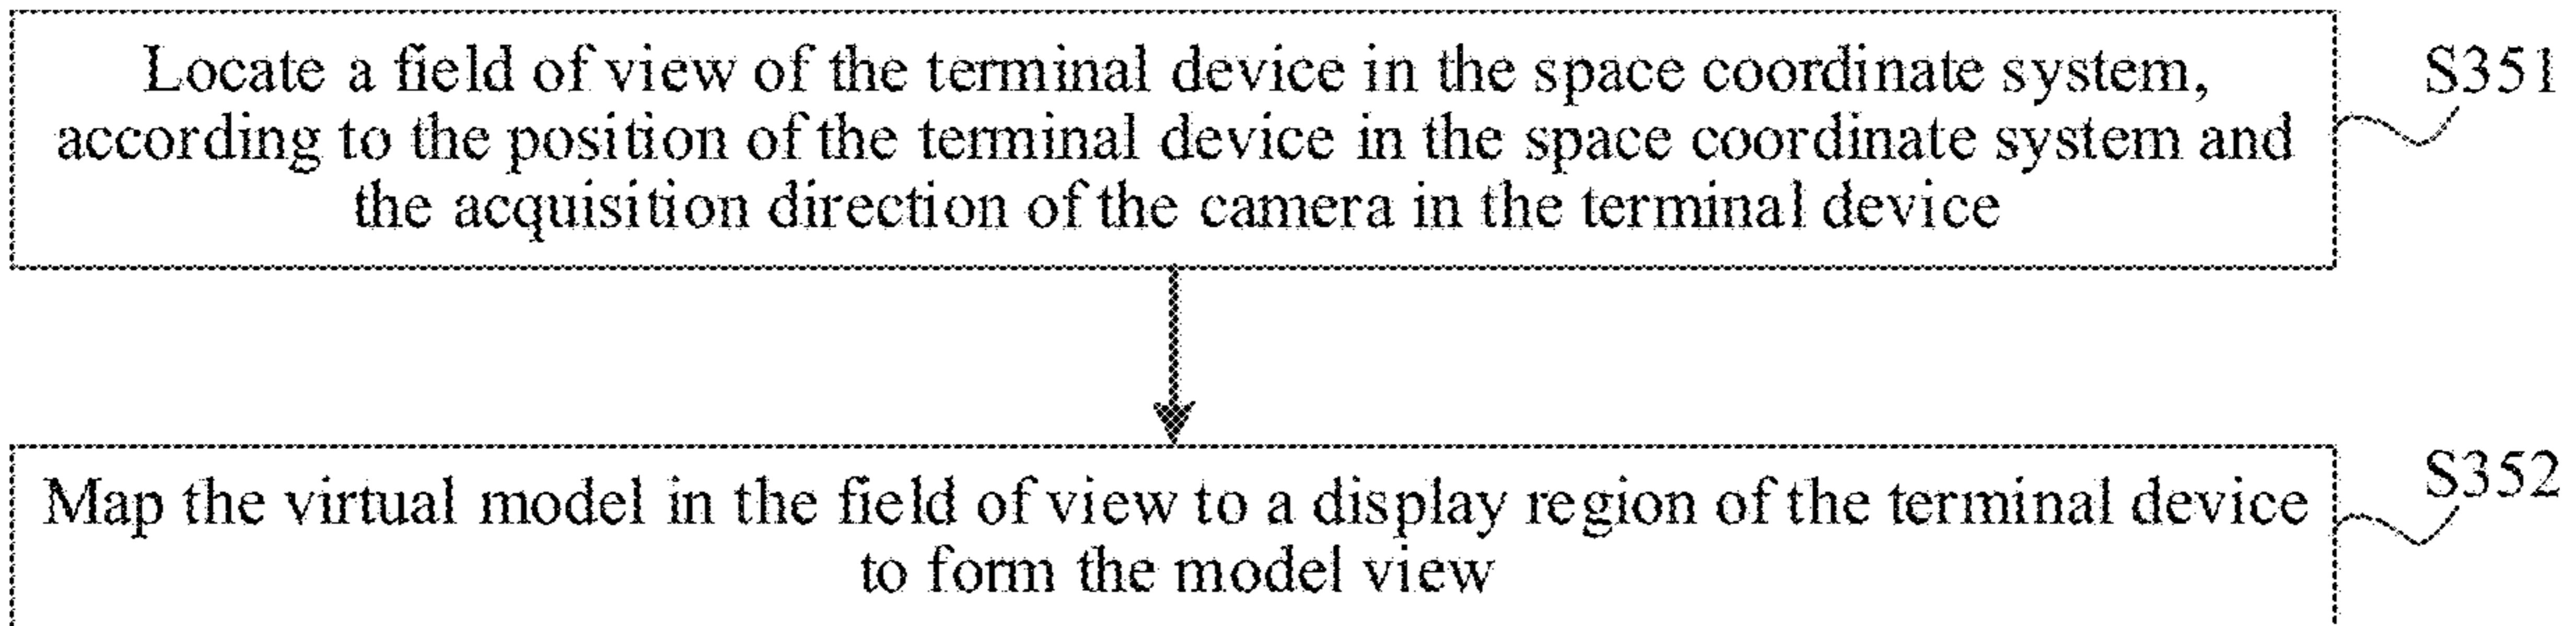 Locate a field of view of the terminal device in the space coordinate system,
according to the position of the terminal device in the space coordinate system and
the acquisition direction of the camera in the terminal device
S351
Map the virtual model in the field of view to a display region of the terminal device
to form the model view
S352